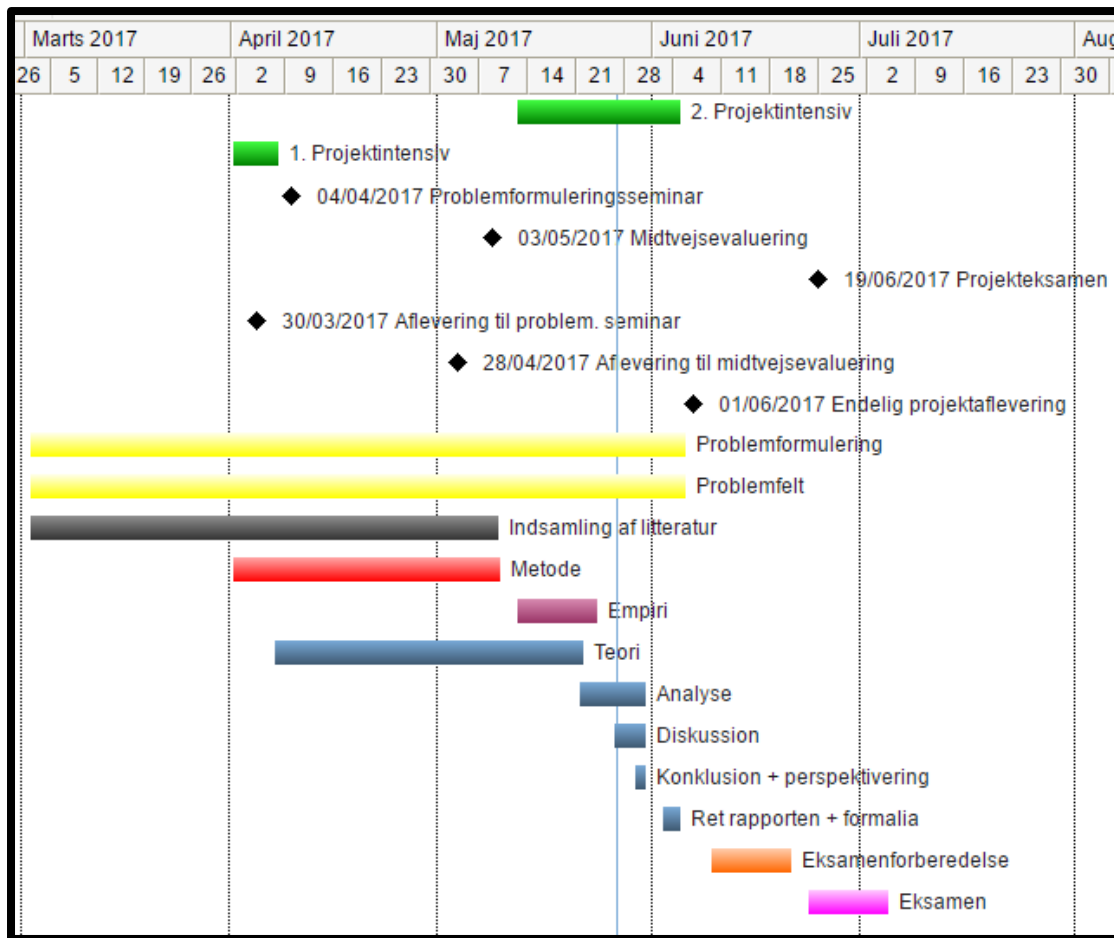 Marts 2017 April 2017 Maj 2017 Juni 2017 Juli 2017 Aug
26 5 12 19 26 2 9 16 23 30 7 14 21 28 4 11 18 25 2 9 16 23 30
2. Projektintensiv
1. Projektintensiv
04/04/2017 Problemformuleringsseminar
03/05/2017 Midtvejsevaluering
19/06/2017 Projekteksamen
30/03/2017 Aflevering til problem. seminar
28/04/2017 Aflevering til midtvejsevaluering
01/06/2017 Endelig projektaflevering
Problemformulering
Problemfelt
Indsamling af litteratur
Metode
Empiri
Teori
Analyse
Diskussion
Konklusion + perspektivering
Ret rapporten + formalia
Eksamenforberedelse
Eksamen